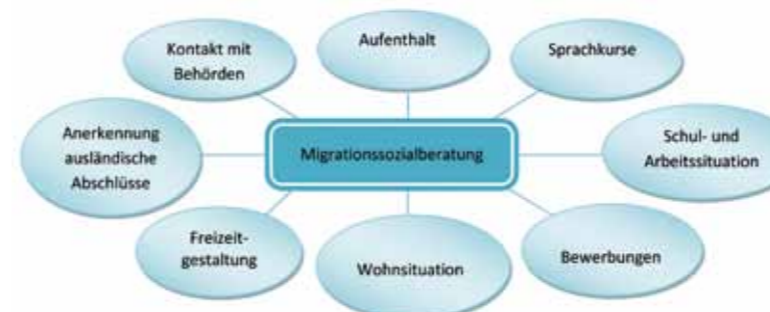 Aufenthalt
Kontakt mit
Behörden
Sprachkurse
Anerkennung
ausländische
Abschlüsse
Migrationssozialberatung
Schul- und
Arbeitssituation
Freizeit-
gestaltung
Wohnsituation
Bewerbungen